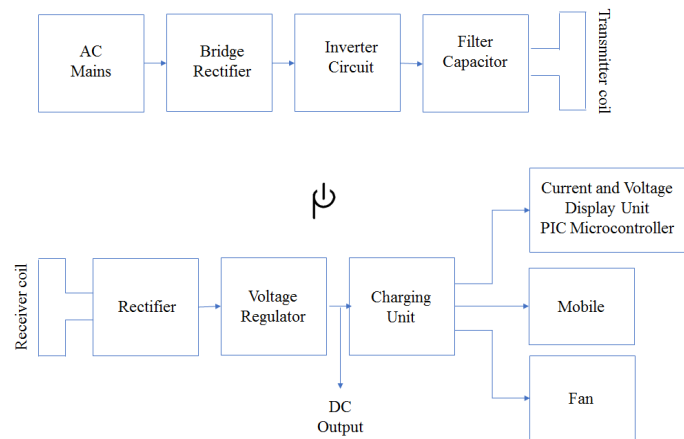 AC
Mains
Bridge
Rectifier
Inverter
Circuit
Filter
Capacitor
Transmitter coil
Receiver coil
Rectifier
Voltage
Regulator
Charging
Unit
DC
Output
Current and Voltage
Display Unit
PIC Microcontroller
Mobile
Fan